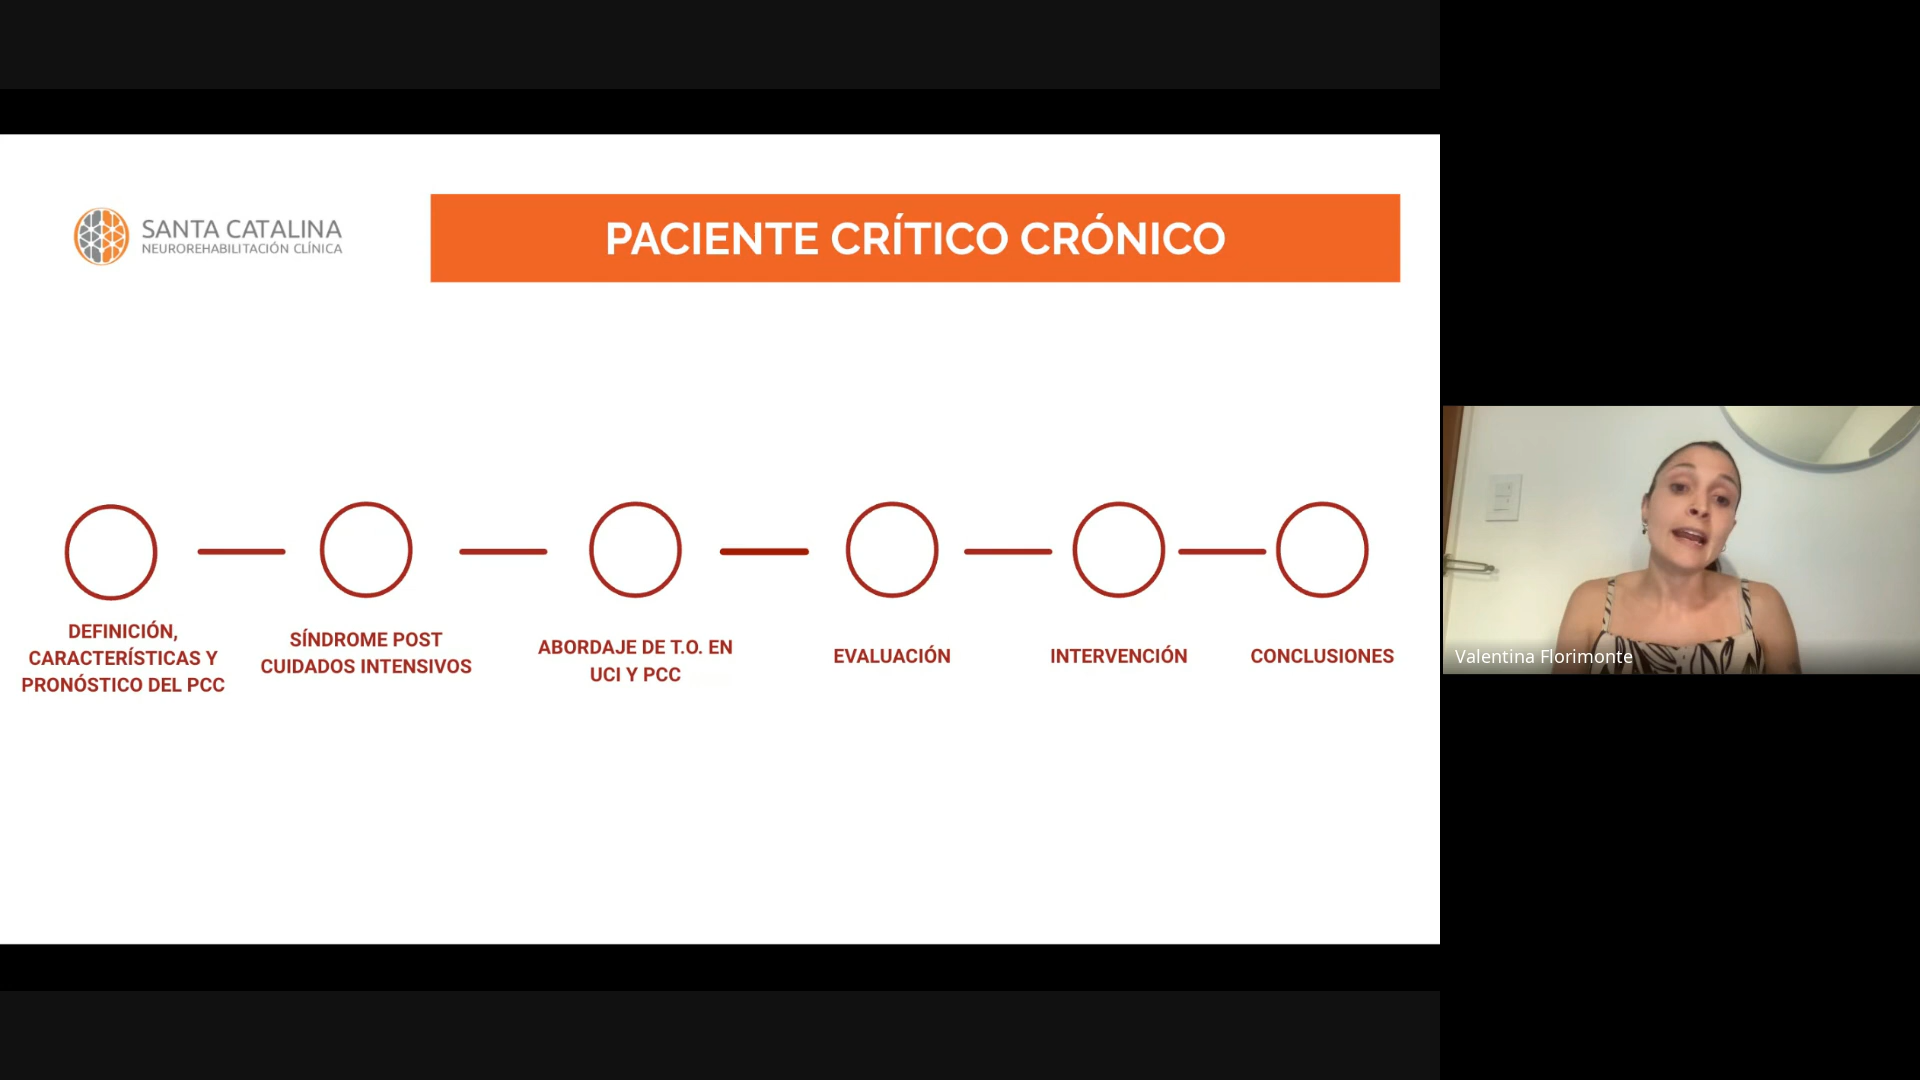 SANTA CATALINA
NEUROREHABILITACIÓN CLÍNICA
PACIENTE CRÍTICO CRÓNICO
DEFINICIÓN,
CARACTERÍSTICAS Y
PRONÓSTICO DEL PCC
SÍNDROME POST
CUIDADOS INTENSIVOS
ABORDAJE DE T.O. EN
UCI Y PCC
EVALUACIÓN
INTERVENCIÓN
CONCLUSIONES
Valentina Florimonte